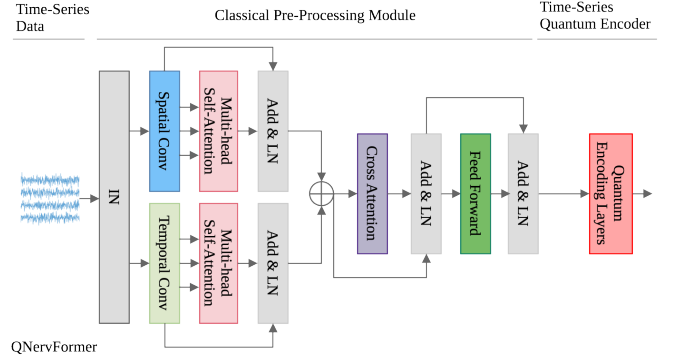 Time-Series
Data
Classical Pre-Processing Module
Time-Series
Quantum Encoder
IN
Spatial Conv
Multi-head
Self-Attention
Add & LN
Temporal Conv
Multi-head
Self-Attention
Add & LN
Cross Attention
Add & LN
Feed Forward
Add & LN
Quantum
Encoding Layers
QNervFormer